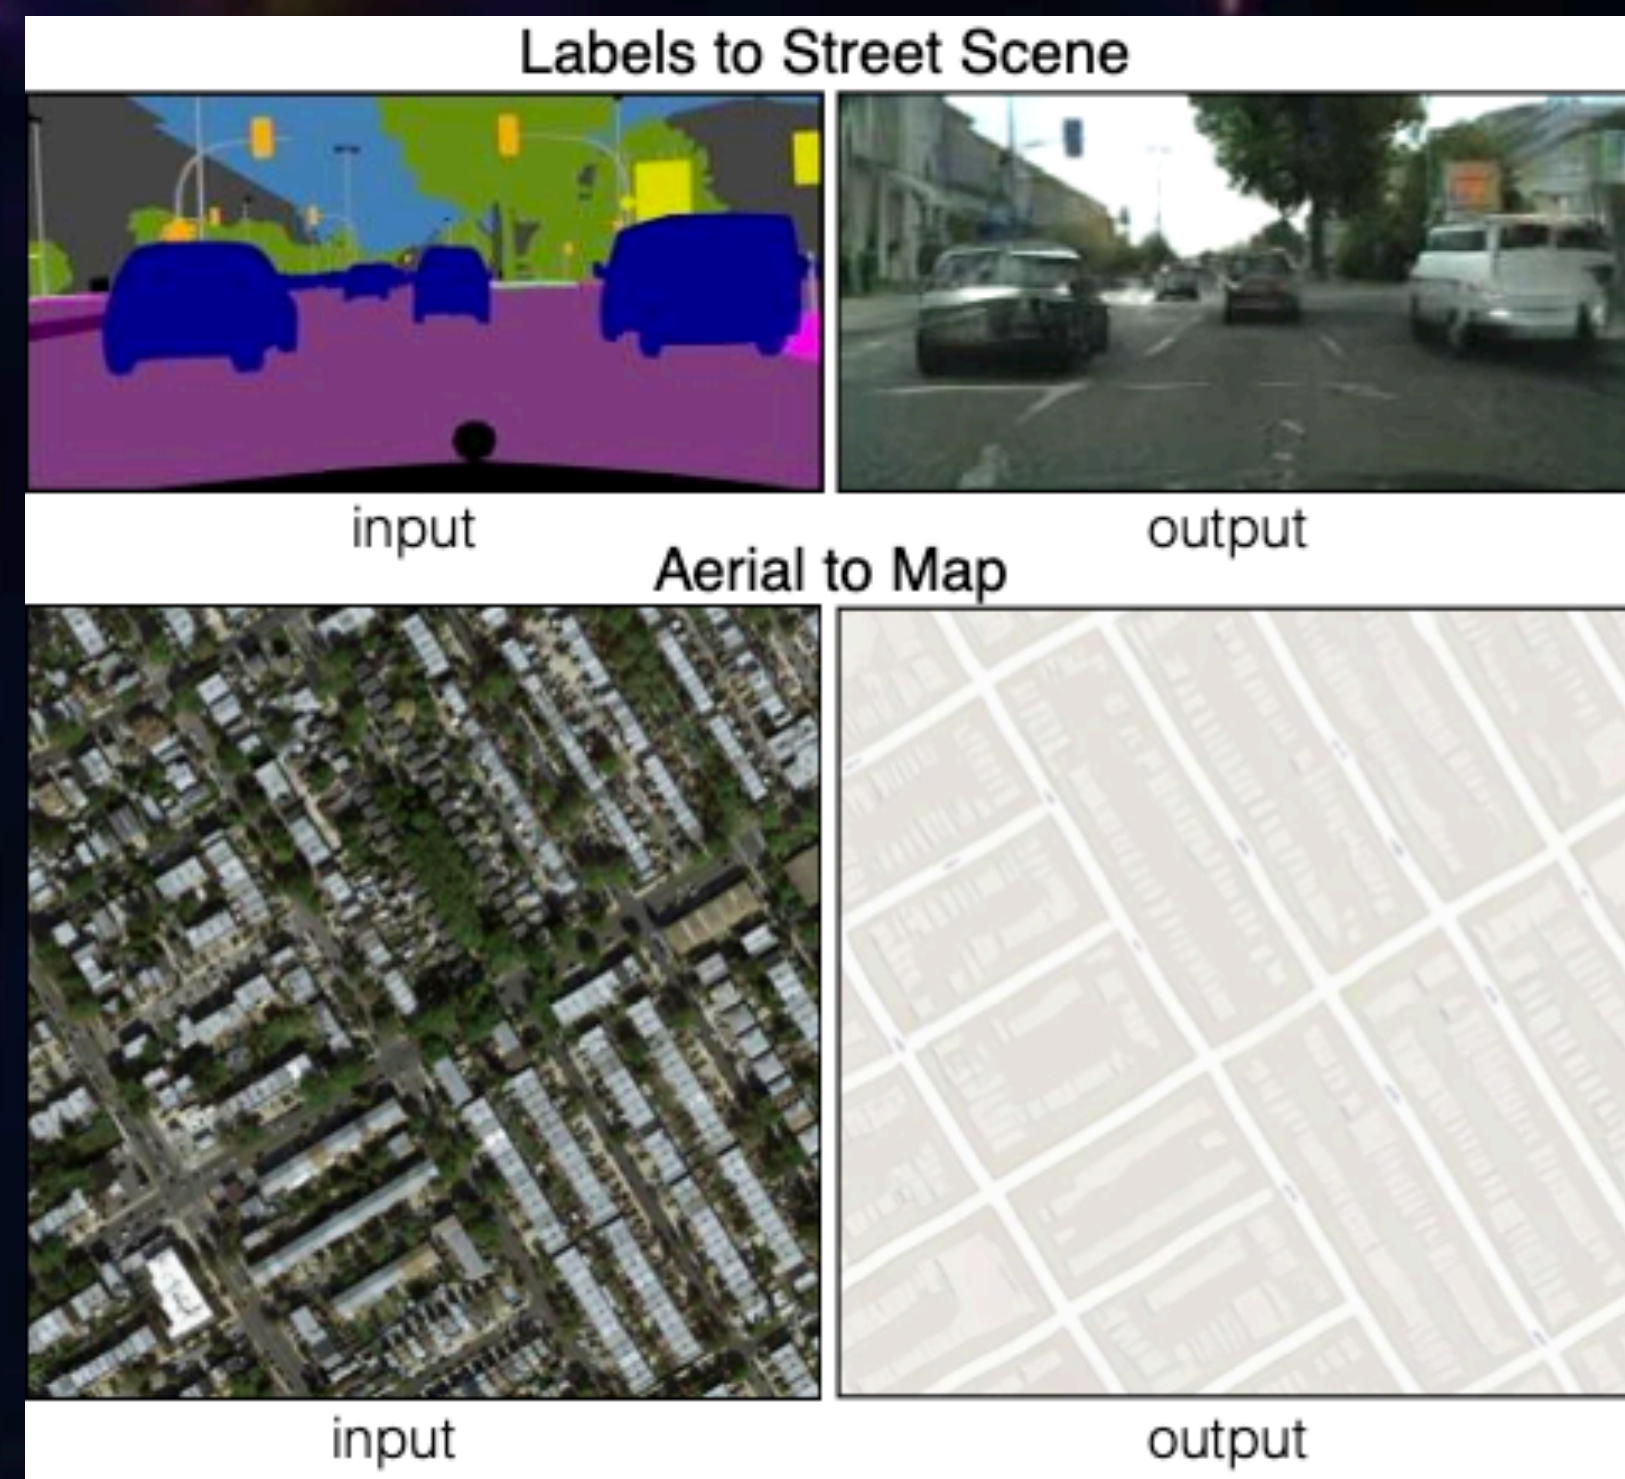 Labels to Street Scene
input
output
Aerial to Map
input
output